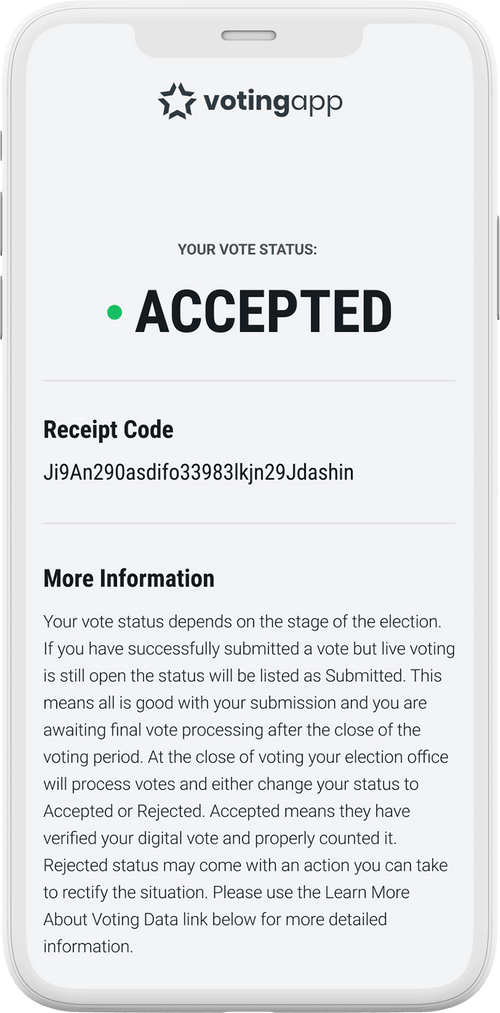 votingapp
YOUR VOTE STATUS:
ACCEPTED
Receipt Code
Ji9An290asdifo33983lkjn29Jdashin
More Information
Your vote status depends on the stage of the election.
If you have successfully submitted a vote but live voting
is still open the status will be listed as Submitted. This
means all is good with your submission and you are
awaiting final vote processing after the close of the
voting period. At the close of voting your election office
will process votes and either change your status to
Accepted or Rejected. Accepted means they have
verified your digital vote and properly counted it.
Rejected status may come with an action you can take
to rectify the situation. Please use the Learn More
About Voting Data link below for more detailed
information.